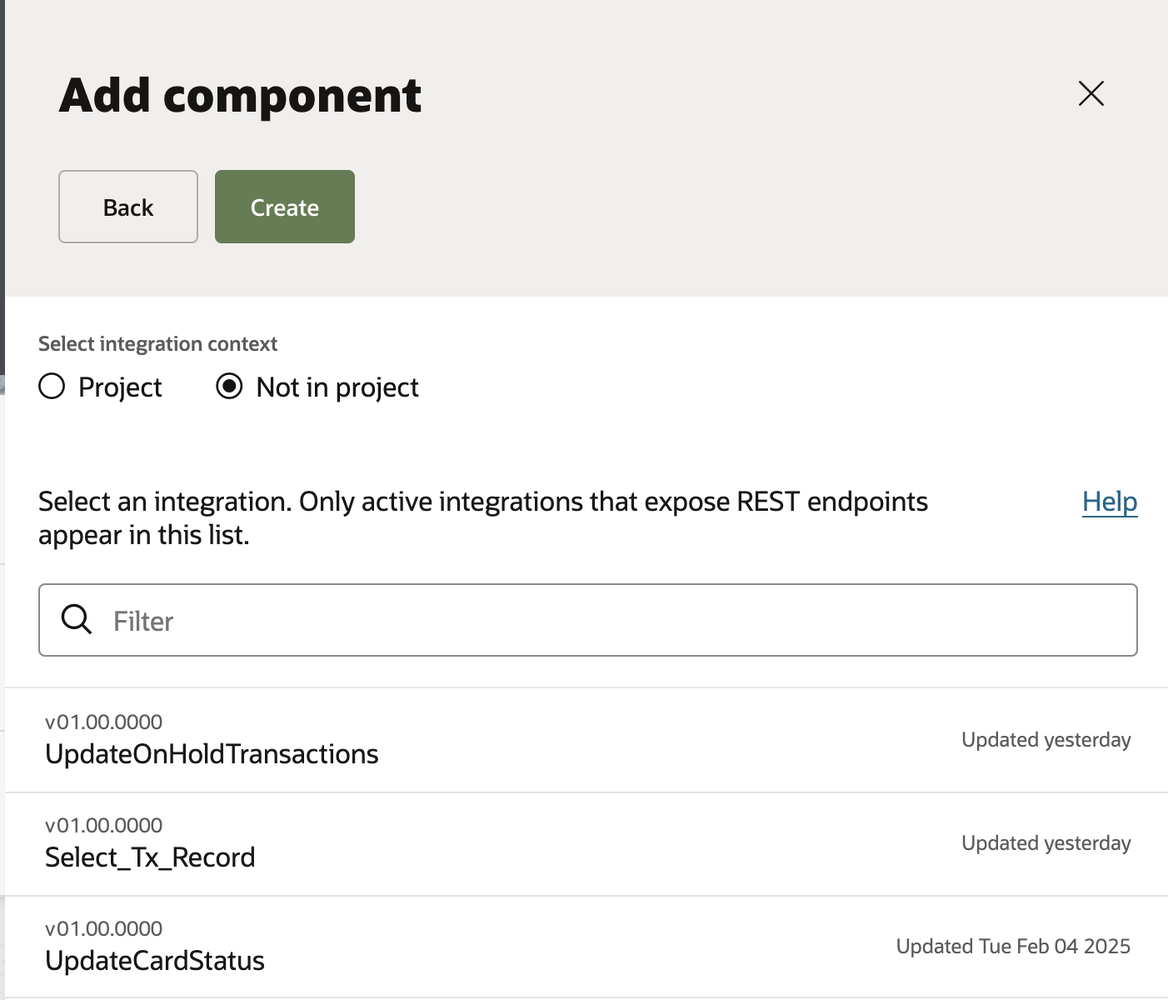 Add component
Back Create
Select integration context
Project Not in project
Select an integration. Only active integrations that expose REST endpoints Help
appear in this list.
Filter
v01.00.0000
UpdateOnHoldTransactions Updated yesterday
v01.00.0000
Select_Tx_Record Updated yesterday
v01.00.0000
UpdateCardStatus Updated Tue Feb 04 2025